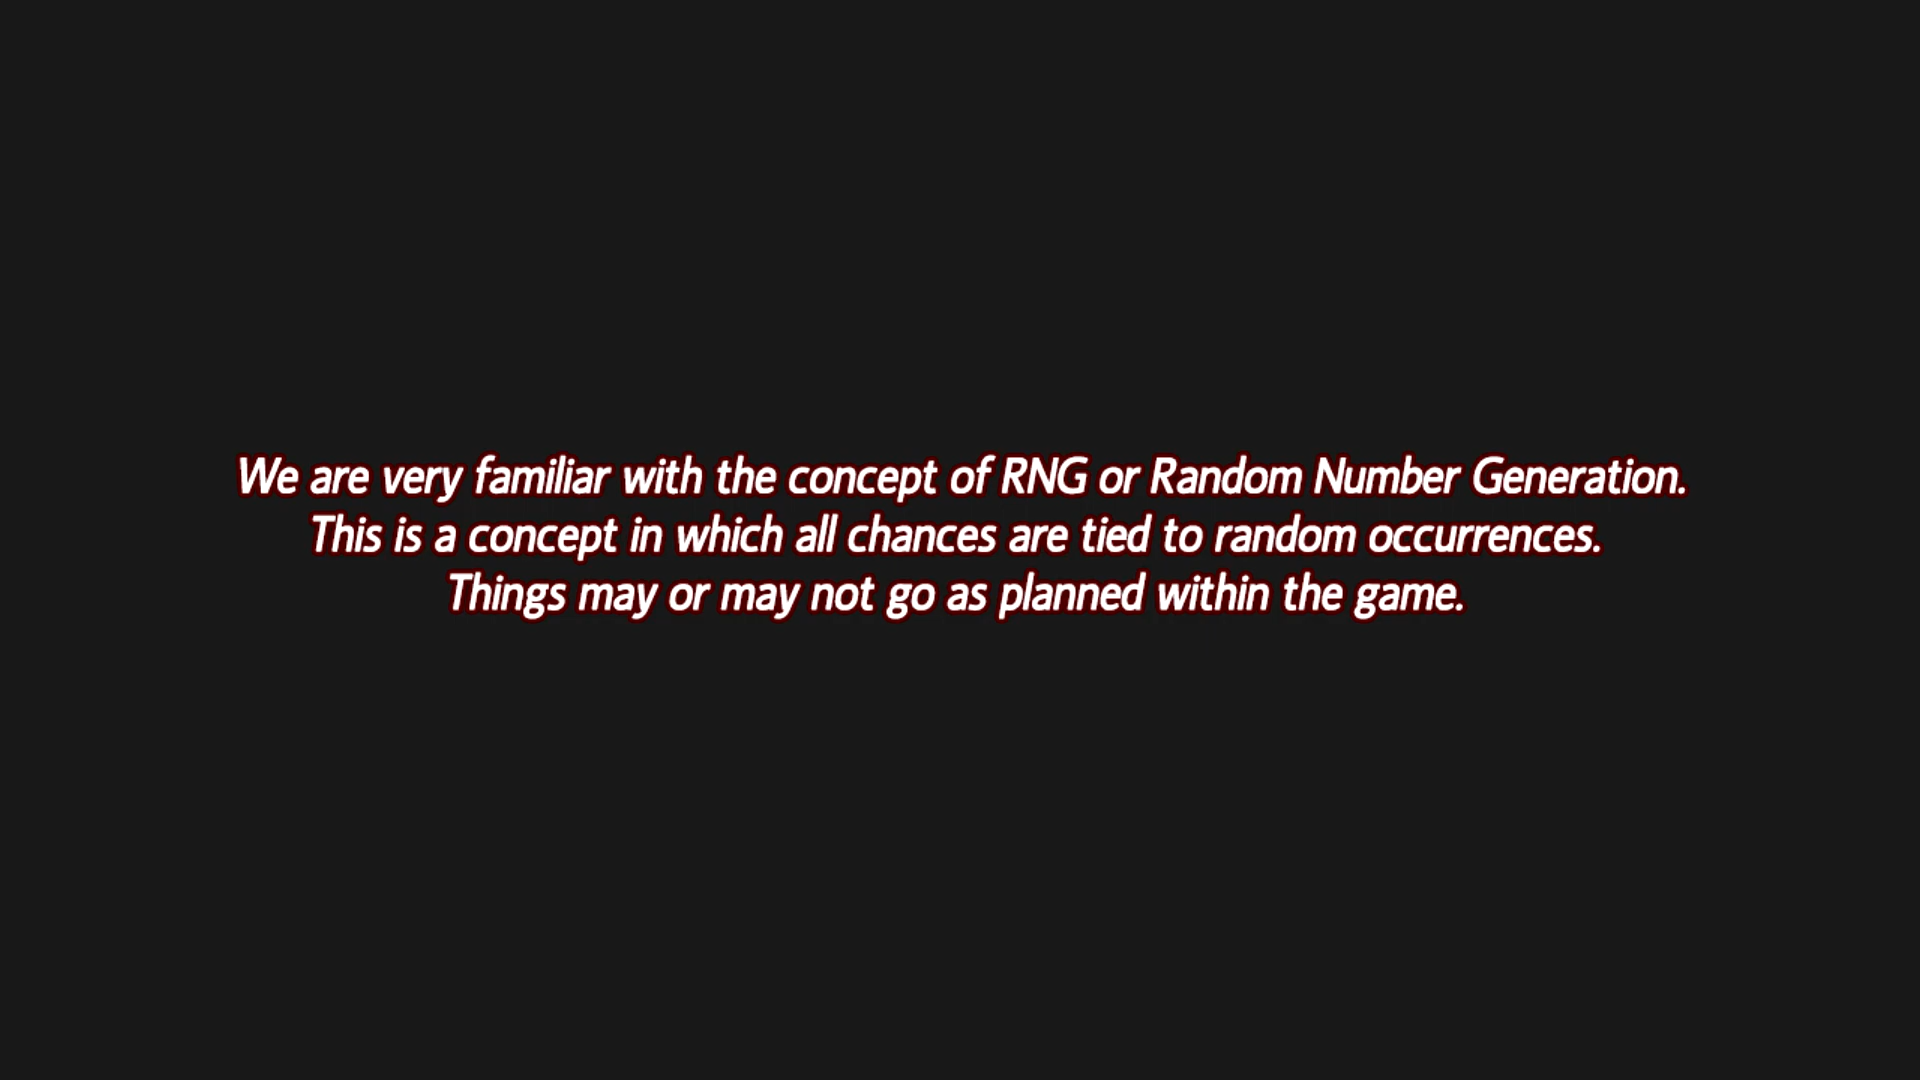 We are very familiar with the concept of RNG or Random Number Generation.
This is a concept in which all chances are tied to random occurrences.
Things may or may not go as planned within the game.